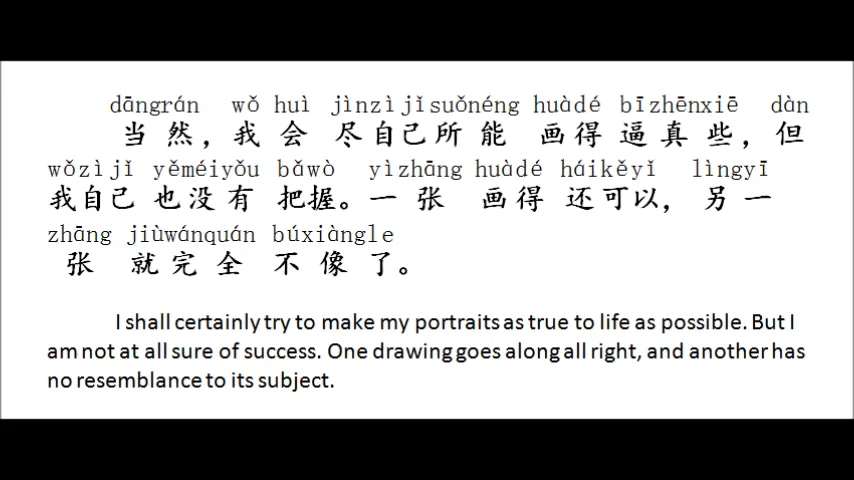 dāngrán wǒ huì jìnzìjǐsuǒnéng huàdé bīzhēnxiē dàn
当然，我会尽自己所能 画得逼真些，但
wǒzìjǐ yěméiyǒu bǎwò yìzhāng huàdé háikěyǐ lìngyī
我自己也没有 把握。一张 画得 还可以，另一
zhāng jiùwánquán búxiàngle
张 就完全 不像了。
I shall certainly try to make my portraits as true to life as possible. But I
am not at all sure of success. One drawing goes along all right, and another has
no resemblance to its subject.